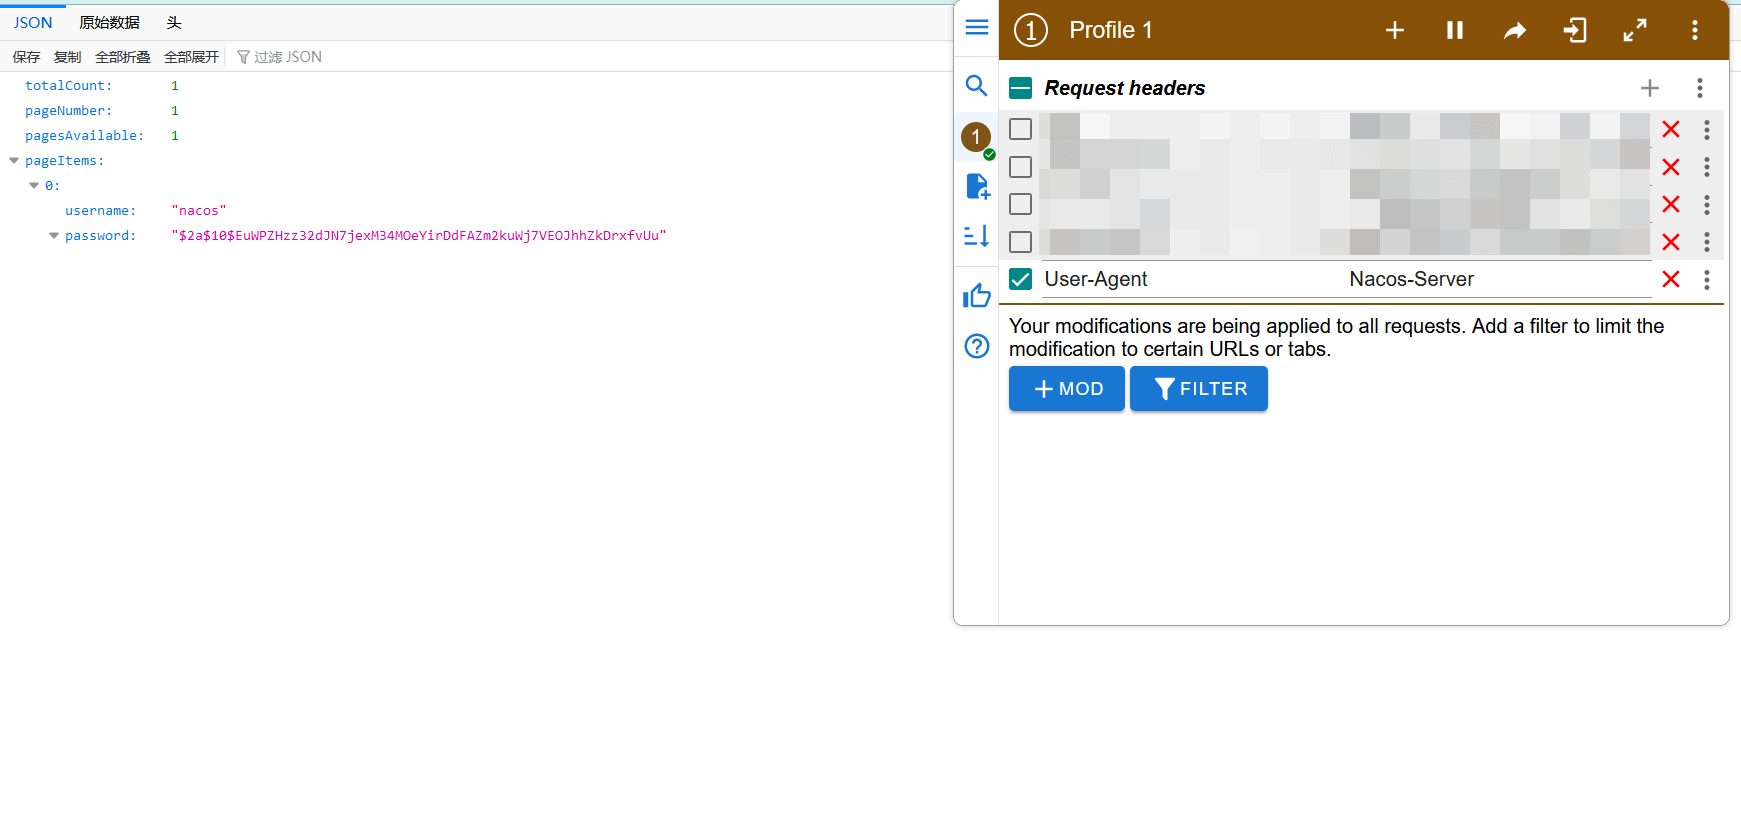 JSON 原始数据 头
保存 复制 全部折叠 全部展开 过滤 JSON
totalCount: 1
pageNumber: 1
pagesAvailable: 1
pageItems:
0:
username: "nacos"
password: "$2a$10$EuWPZHzz32dJN7jexM34MOeYirDdFAZm2kuWj7VEOJhhZkDrxfvUu"
1 Profile 1
Request headers
1
User-Agent Nacos-Server
Your modifications are being applied to all requests. Add a filter to limit the
modification to certain URLs or tabs.
MOD FILTER